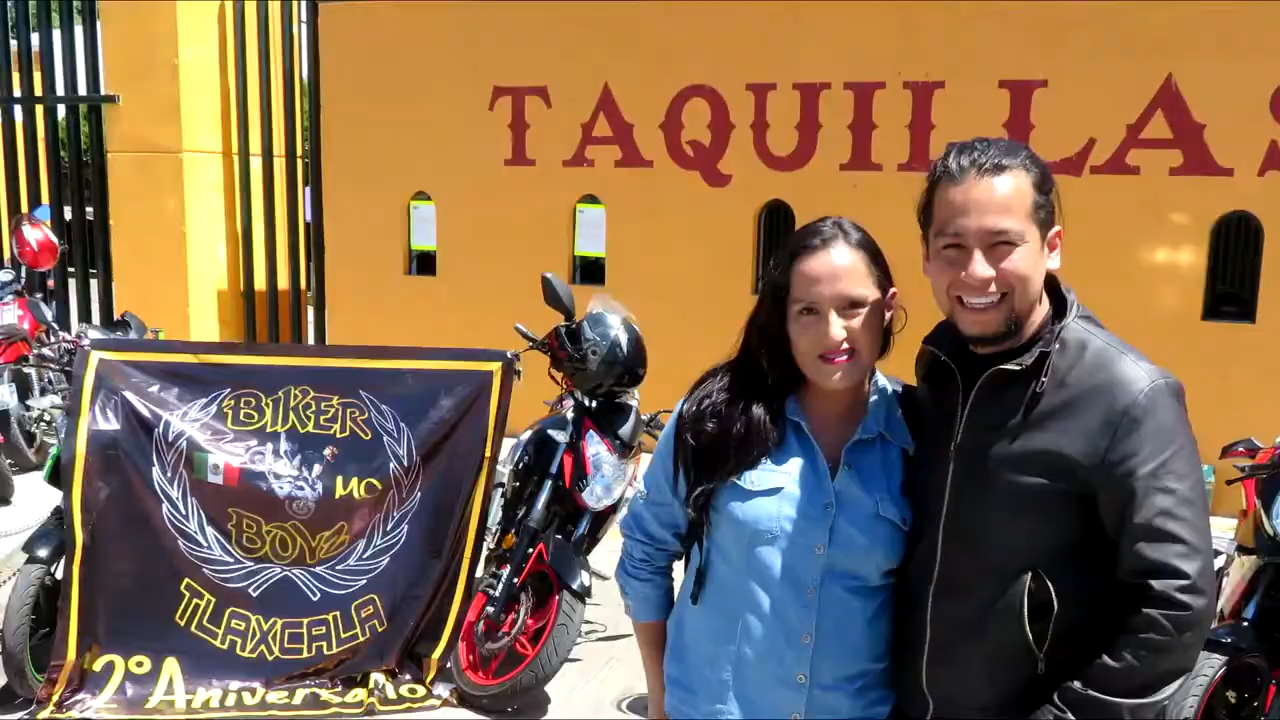 TAQUILLAS
BIKER
MC
BOYZ
TLAXCALA
2° Aniversario